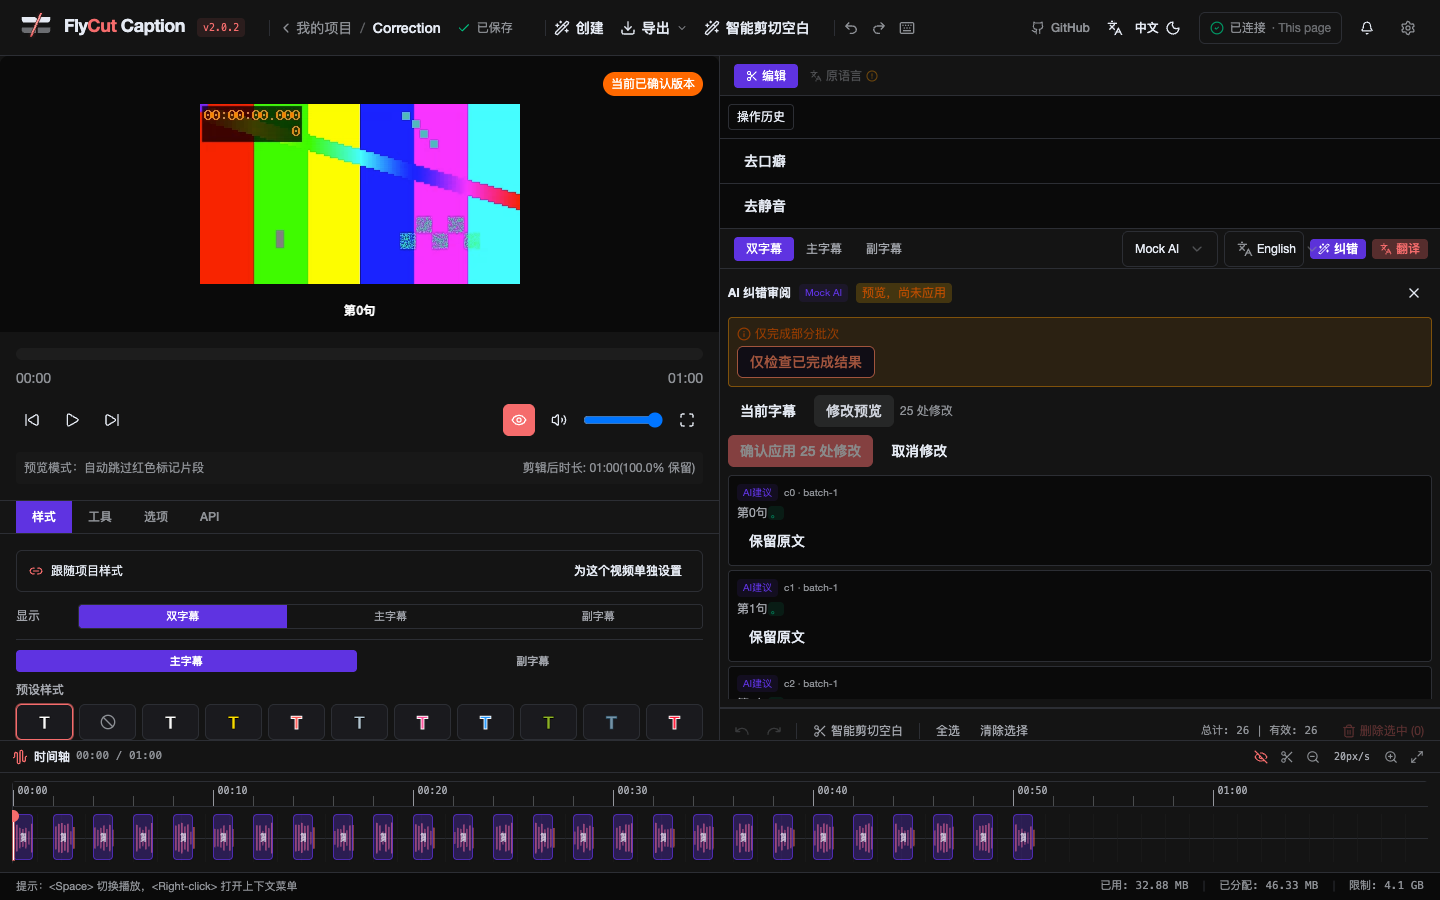 FlyCut Caption v2.0.2 我的项目 / Correction 已保存 创建 导出 智能剪切空白 GitHub 中文 已连接 · This page
当前已确认版本
00:00:00.000
0
第0句
00:00 01:00
预览模式：自动跳过红色标记片段 剪辑后时长: 01:00(100.0% 保留)
样式 工具 选项 API
跟随项目样式 为这个视频单独设置
显示 双字幕 主字幕 副字幕
主字幕 副字幕
预设样式
T T T T T T T T T T
编辑 原语言
操作历史
去口癖
去静音
双字幕 主字幕 副字幕 Mock AI English 纠错 翻译
AI 纠错审阅 Mock AI 预览，尚未应用
仅完成部分批次
仅检查已完成结果
当前字幕 修改预览 25 处修改
确认应用 25 处修改 取消修改
AI建议 c0 · batch-1
第0句。
保留原文
AI建议 c1 · batch-1
第1句。
保留原文
AI建议 c2 · batch-1
智能剪切空白 全选 清除选择 总计: 26 | 有效: 26 删除选中 (0)
时间轴 00:00 / 01:00 20px/s
00:00 00:10 00:20 00:30 00:40 00:50 01:00
提示: <Space> 切换播放，<Right-click> 打开上下文菜单 已用: 32.88 MB 已分配: 46.33 MB 限制: 4.1 GB